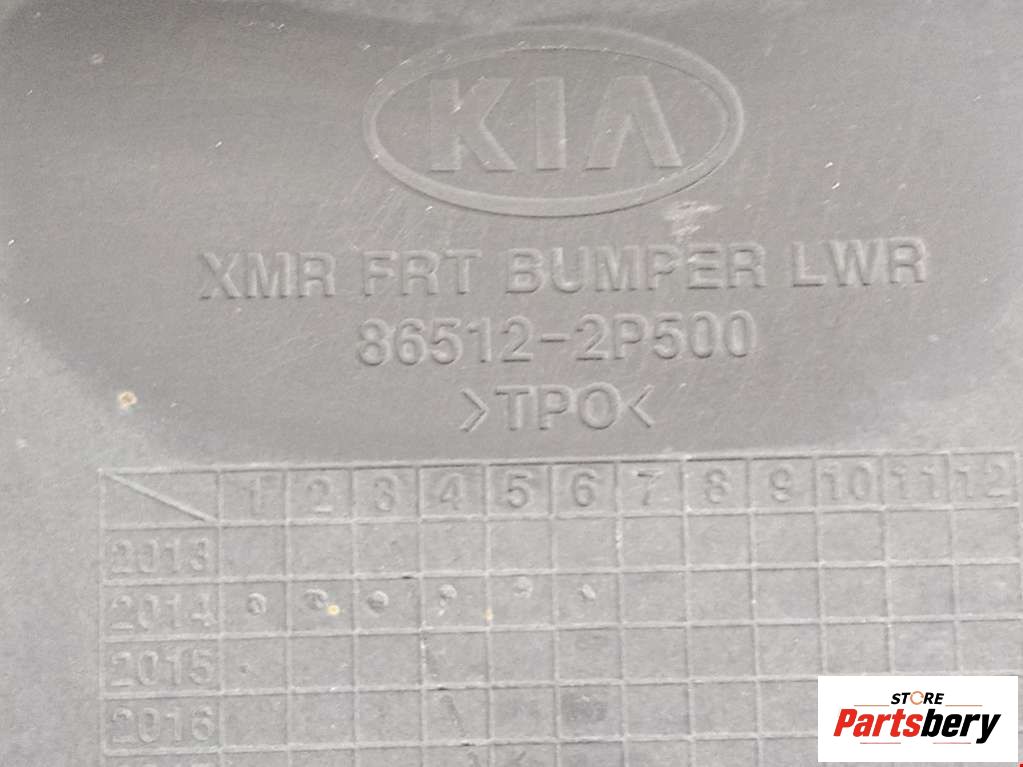 KIA
XMR FRT BUMPER LWR
86512-2P500
>TPO<
1 2 3 4 5 6 7 8 9 10 11 12
2013
2014
2015
2016
STORE
Partsbery